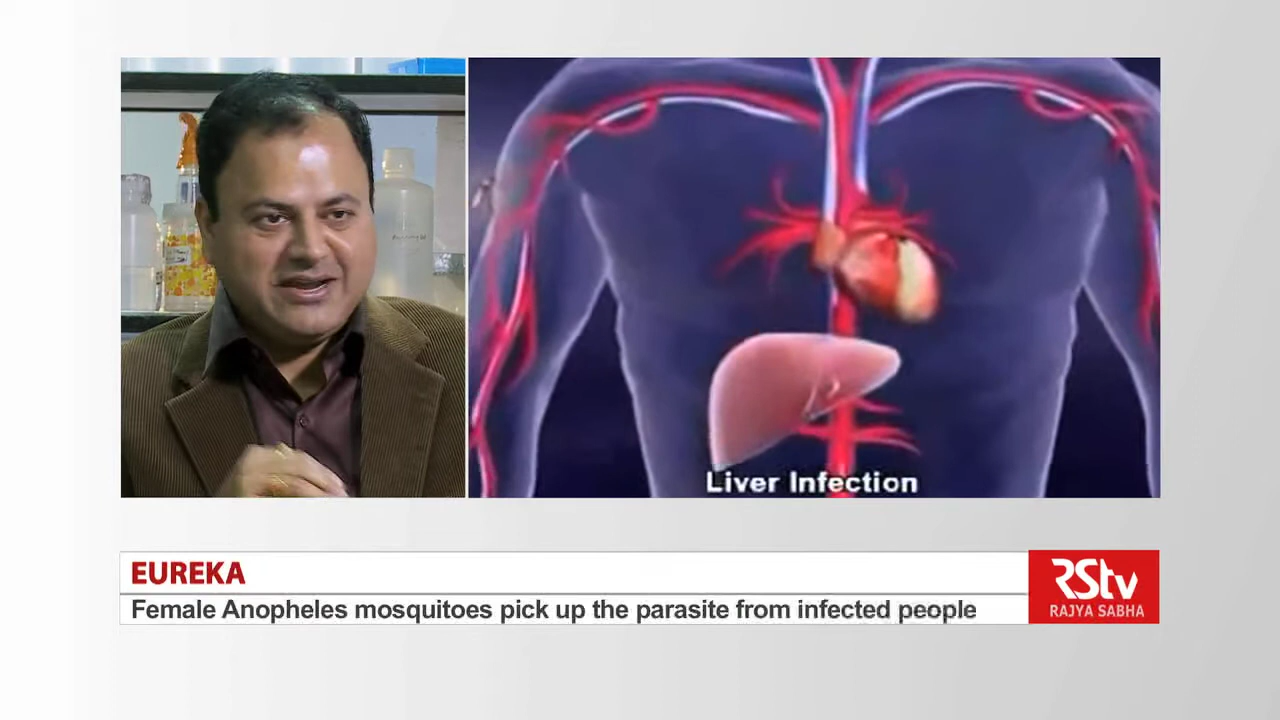 Liver Infection
EUREKA
Female Anopheles mosquitoes pick up the parasite from infected people
RStv
RAJYA SABHA